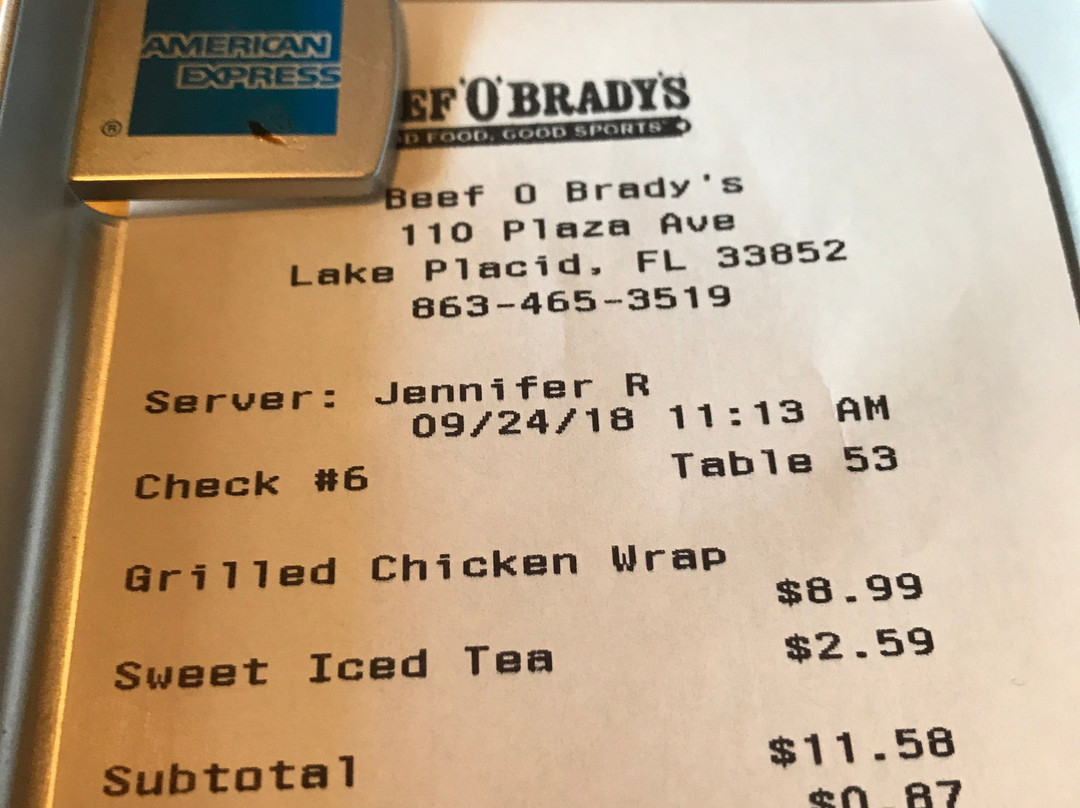 AMERICAN
EXPRESS
®
EF 'O' BRADY'S
D FOOD, GOOD SPORTS
Beef O Brady's
110 Plaza Ave
Lake Placid, FL 33852
863-465-3519
Server: Jennifer R
09/24/18 11:13 AM
Check #6 Table 53
Grilled Chicken Wrap
$8.99
Sweet Iced Tea $2.59
Subtotal $11.58
$0.87